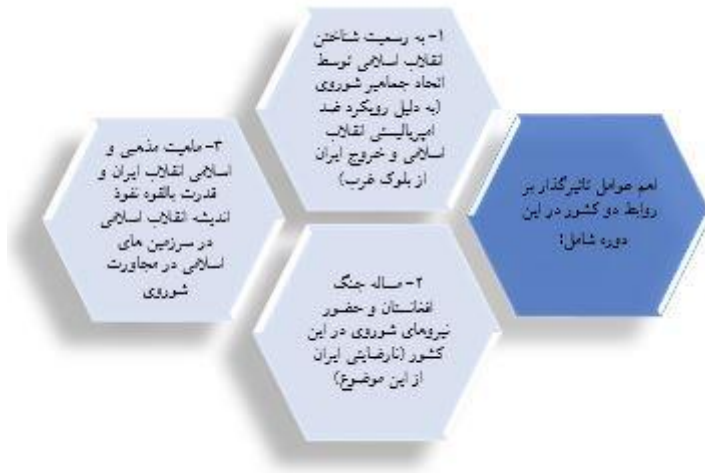 اهم عوامل تاثیرگذار بر
روابط دو کشور در این
دوره شامل:
۱- به رسمیت شناختن
انقلاب اسلامی توسط
اتحاد جماهیر شوروی
(به دلیل رویکرد ضد
امپریالیستی انقلاب
اسلامی و خروج ایران
از بلوک غرب)
۲- مساله جنگ
افغانستان و حضور
نیروهای شوروی در این
کشور (نارضایتی ایران
از این موضوع)
۳- ماهیت مذهبی و
اسلامی انقلاب ایران و
قدرت بالقوه نفوذ
اندیشه انقلاب اسلامی
در سرزمین های
اسلامی در مجاورت
شوروی